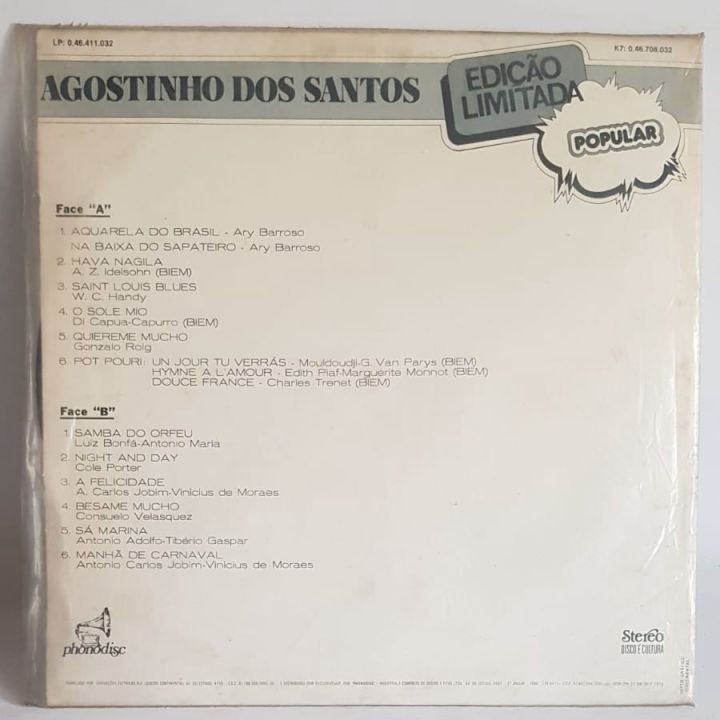 LP: 0.46.411.032
K7: 0.46.708.032
AGOSTINHO DOS SANTOS
EDIÇÃO
LIMITADA
POPULAR
Face "A"
1. AQUARELA DO BRASIL - Ary Barroso
NA BAIXA DO SAPATEIRO - Ary Barroso
2. HAVA NAGILA
A. Z. Idelsohn (BIEM)
3. SAINT LOUIS BLUES
W. C. Handy
4. O SOLE MIO
Di Capua-Capurro (BIEM)
5. QUIEREME MUCHO
Gonzalo Roig
6. POT POURI: UN JOUR TU VERRÁS - Mouldoudji-G. Van Parys (BIEM)
HYMNE A L'AMOUR - Edith Piaf-Marguerite Monnot (BIEM)
DOUCE FRANCE - Charles Trenet (BIEM)
Face "B"
1. SAMBA DO ORFEU
Luiz Bonfá-Antonio Maria
2. NIGHT AND DAY
Cole Porter
3. A FELICIDADE
A. Carlos Jobim-Vinicius de Moraes
4. BESAME MUCHO
Consuelo Velasquez
5. SÁ MARINA
Antonio Adolfo-Tibério Gaspar
6. MANHÃ DE CARNAVAL
Antonio Carlos Jobim-Vinicius de Moraes
phonodisc
Stereo
DISCO É CULTURA